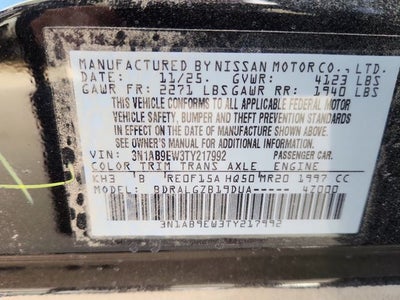 MANUFACTURED BY NISSAN MOTOR CO., LTD.
DATE: 11/25. GVWR: 4123 LBS
GAWR FR: 2271 LBS GAWR RR: 1940 LBS
THIS VEHICLE CONFORMS TO ALL APPLICABLE FEDERAL MOTOR
VEHICLE SAFETY, BUMPER AND THEFT PREVENTION STANDARDS
IN EFFECT ON THE DATE OF MANUFACTURE SHOWN ABOVE.
SEE OWNER'S MANUAL FOR ADDITIONAL INFORMATION
VIN: 3N1AB9EW3TY217992 PASSENGER CAR.
COLOR TRIM TRANS AXLE ENGINE
KH3 B REOF15A HQ50 MR20 1997 CC
MODEL: BDRALGZB19DUA----- 4Z000
3N1AB9EW3TY217992